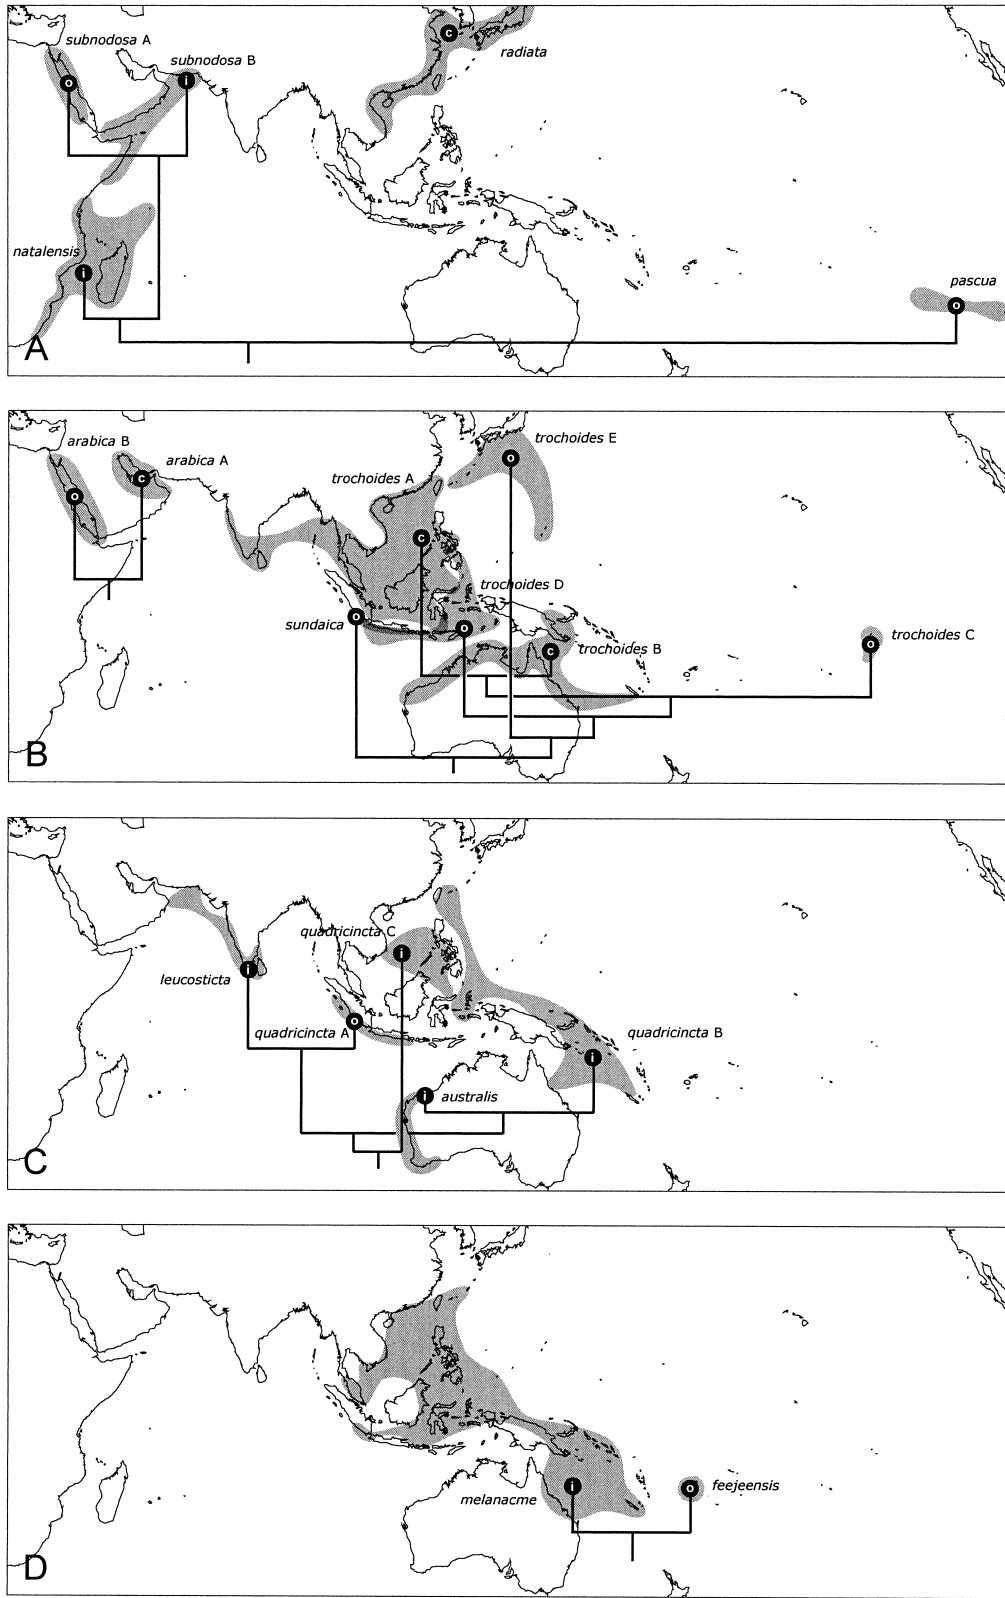 subnodosa A
subnodosa B
radiata
c
o
i
natalensis
i
pascua
o
A
arabica B
arabica A
trochoides E
trochoides A
o
c
o
c
trochoides D
sundaica
o
o
trochoides B
c
trochoides C
o
B
quadricincta C
i
leucosticta
i
quadricincta A
o
quadricincta B
i
i
australis
C
melanacme
i
o
feejeensis
D